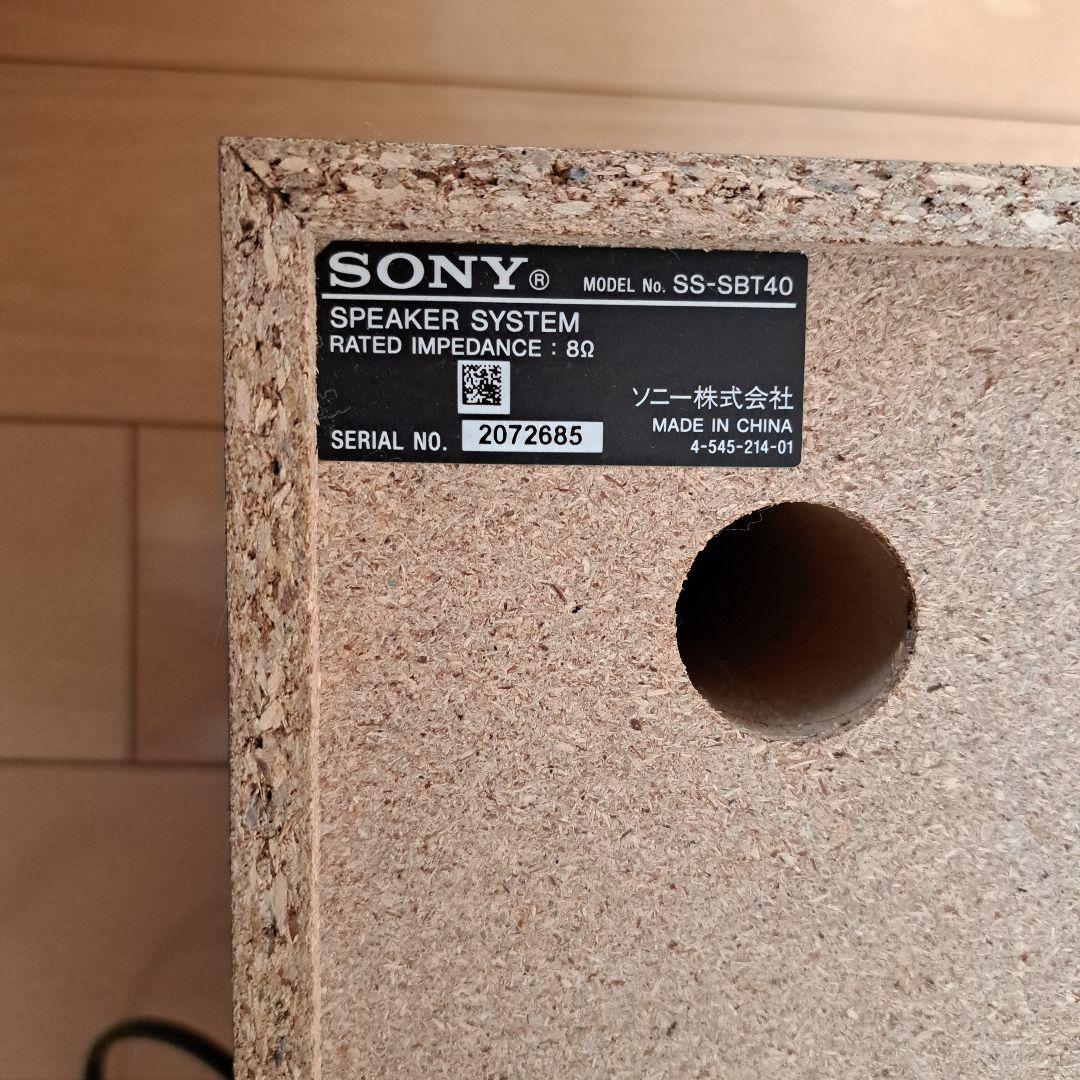 SONY® MODEL No. SS-SBT40
SPEAKER SYSTEM
RATED IMPEDANCE : 8Ω
ソニー株式会社
MADE IN CHINA
SERIAL NO. 2072685
4-545-214-01